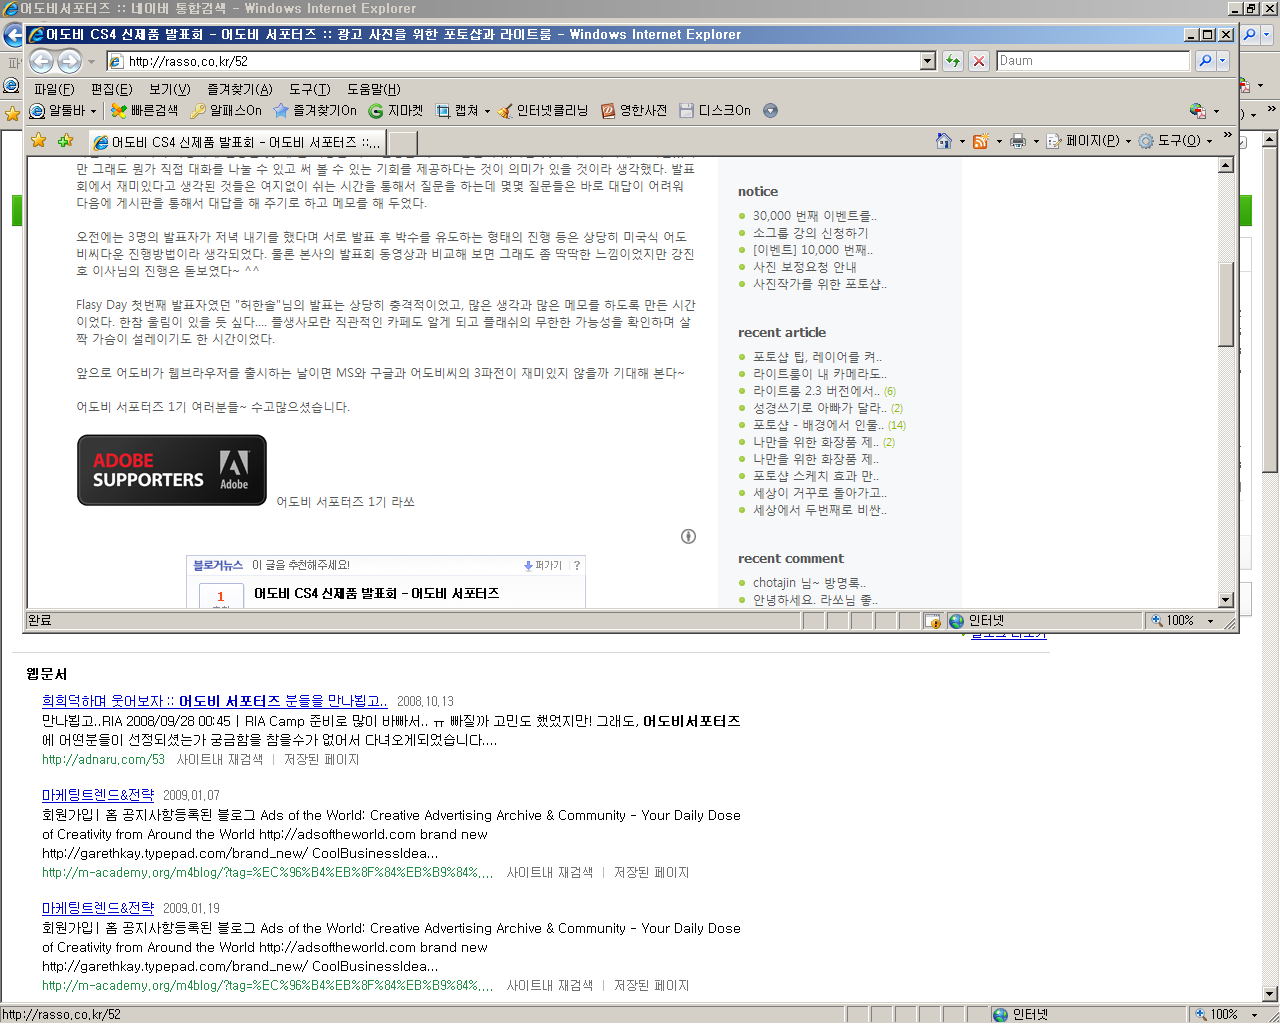 어도비서포터즈 :: 네이버 통합검색 - Windows Internet Explorer
어도비 CS4 신제품 발표회 - 어도비 서포터즈 :: 광고 사진을 위한 포토샵과 라이트룸 - Windows Internet Explorer
http://rasso.co.kr/52
Daum
파일(F) 편집(E) 보기(V) 즐겨찾기(A) 도구(T) 도움말(H)
알툴바 빠른검색 알패스On 즐겨찾기On 지마켓 캡쳐 인터넷클리닝 영한사전 디스크On
어도비 CS4 신제품 발표회 - 어도비 서포터즈 ::,...
페이지(P) 도구(O)
만 그래도 뭔가 직접 대화를 나눌 수 있고 써 볼 수 있는 기회를 제공하다는 것이 의미가 있을 것이라 생각했다. 발표
회에서 재미있다고 생각된 것들은 여지없이 쉬는 시간을 통해서 질문을 하는데 몇몇 질문들은 바로 대답이 어려워
다음에 게시판을 통해서 대답을 해 주기로 하고 메모를 해 두었다.
오전에는 3명의 발표자가 저녁 내기를 했다며 서로 발표 후 박수를 유도하는 형태의 진행 등은 상당히 미국식 어도
비씨다운 진행방법이라 생각되었다. 물론 본사의 발표회 동영상과 비교해 보면 그래도 좀 딱딱한 느낌이었지만 강진
호 이사님의 진행은 돋보였다~ ^^
Flasy Day 첫번째 발표자였던 "허한솔"님의 발표는 상당히 충격적이었고, 많은 생각과 많은 메모를 하도록 만든 시간
이었다. 한참 울림이 있을 듯 싶다.... 플생사모란 직관적인 카페도 알게 되고 플래쉬의 무한한 가능성을 확인하며 살
짝 가슴이 설레이기도 한 시간이었다.
앞으로 어도비가 웹브라우저를 출시하는 날이면 MS와 구글과 어도비씨의 3파전이 재미있지 않을까 기대해 본다~
어도비 서포터즈 1기 여러분들~ 수고많으셨습니다.
ADOBE
SUPPORTERS
Adobe
어도비 서포터즈 1기 라쏘
블로거뉴스 이 글을 추천해주세요! 퍼가기 ?
1
어도비 CS4 신제품 발표회 - 어도비 서포터즈
notice
30,000 번째 이벤트를..
소그룹 강의 신청하기
[이벤트] 10,000 번째..
사진 보정요청 안내
사진작가를 위한 포토샵..
recent article
포토샵 팁, 레이어를 켜..
라이트룸이 내 카메라도..
라이트룸 2.3 버전에서.. (6)
성경쓰기로 아빠가 달라.. (2)
포토샵 - 배경에서 인물.. (14)
나만을 위한 화장품 제.. (2)
나만을 위한 화장품 제..
포토샵 스케치 효과 만..
세상이 거꾸로 돌아가고..
세상에서 두번째로 비싼..
recent comment
chotajin 님~ 방명록..
안녕하세요. 라쏘님 좋..
완료
인터넷
100%
웹문서
희희덕하며 웃어보자 :: 어도비 서포터즈 분들을 만나뵙고.. 2008.10.13
만나뵙고..RIA 2008/09/28 00:45 | RIA Camp 준비로 많이 바빠서.. ㅠ 빠질까 고민도 했었지만! 그래도, 어도비서포터즈
에 어떤분들이 선정되셨는가 궁금함을 참을수가 없어서 다녀오게되었습니다....
http://adnaru.com/53 사이트내 재검색 | 저장된 페이지
마케팅트렌드&전략 2009.01.07
회원가입| 홈 공지사항등록된 블로그 Ads of the World: Creative Advertising Archive & Community - Your Daily Dose
of Creativity from Around the World http://adsoftheworld.com brand new
http://garethkay.typepad.com/brand_new/ CoolBusinessIdea...
http://m-academy.org/m4blog/?tag=%EC%96%B4%EB%8F%84%EB%B9%84%.... 사이트내 재검색 | 저장된 페이지
마케팅트렌드&전략 2009.01.19
회원가입| 홈 공지사항등록된 블로그 Ads of the World: Creative Advertising Archive & Community - Your Daily Dose
of Creativity from Around the World http://adsoftheworld.com brand new
http://garethkay.typepad.com/brand_new/ CoolBusinessIdea...
http://m-academy.org/m4blog/?tag=%EC%96%B4%EB%8F%84%EB%B9%84%.... 사이트내 재검색 | 저장된 페이지
http://rasso.co.kr/52
인터넷
100%